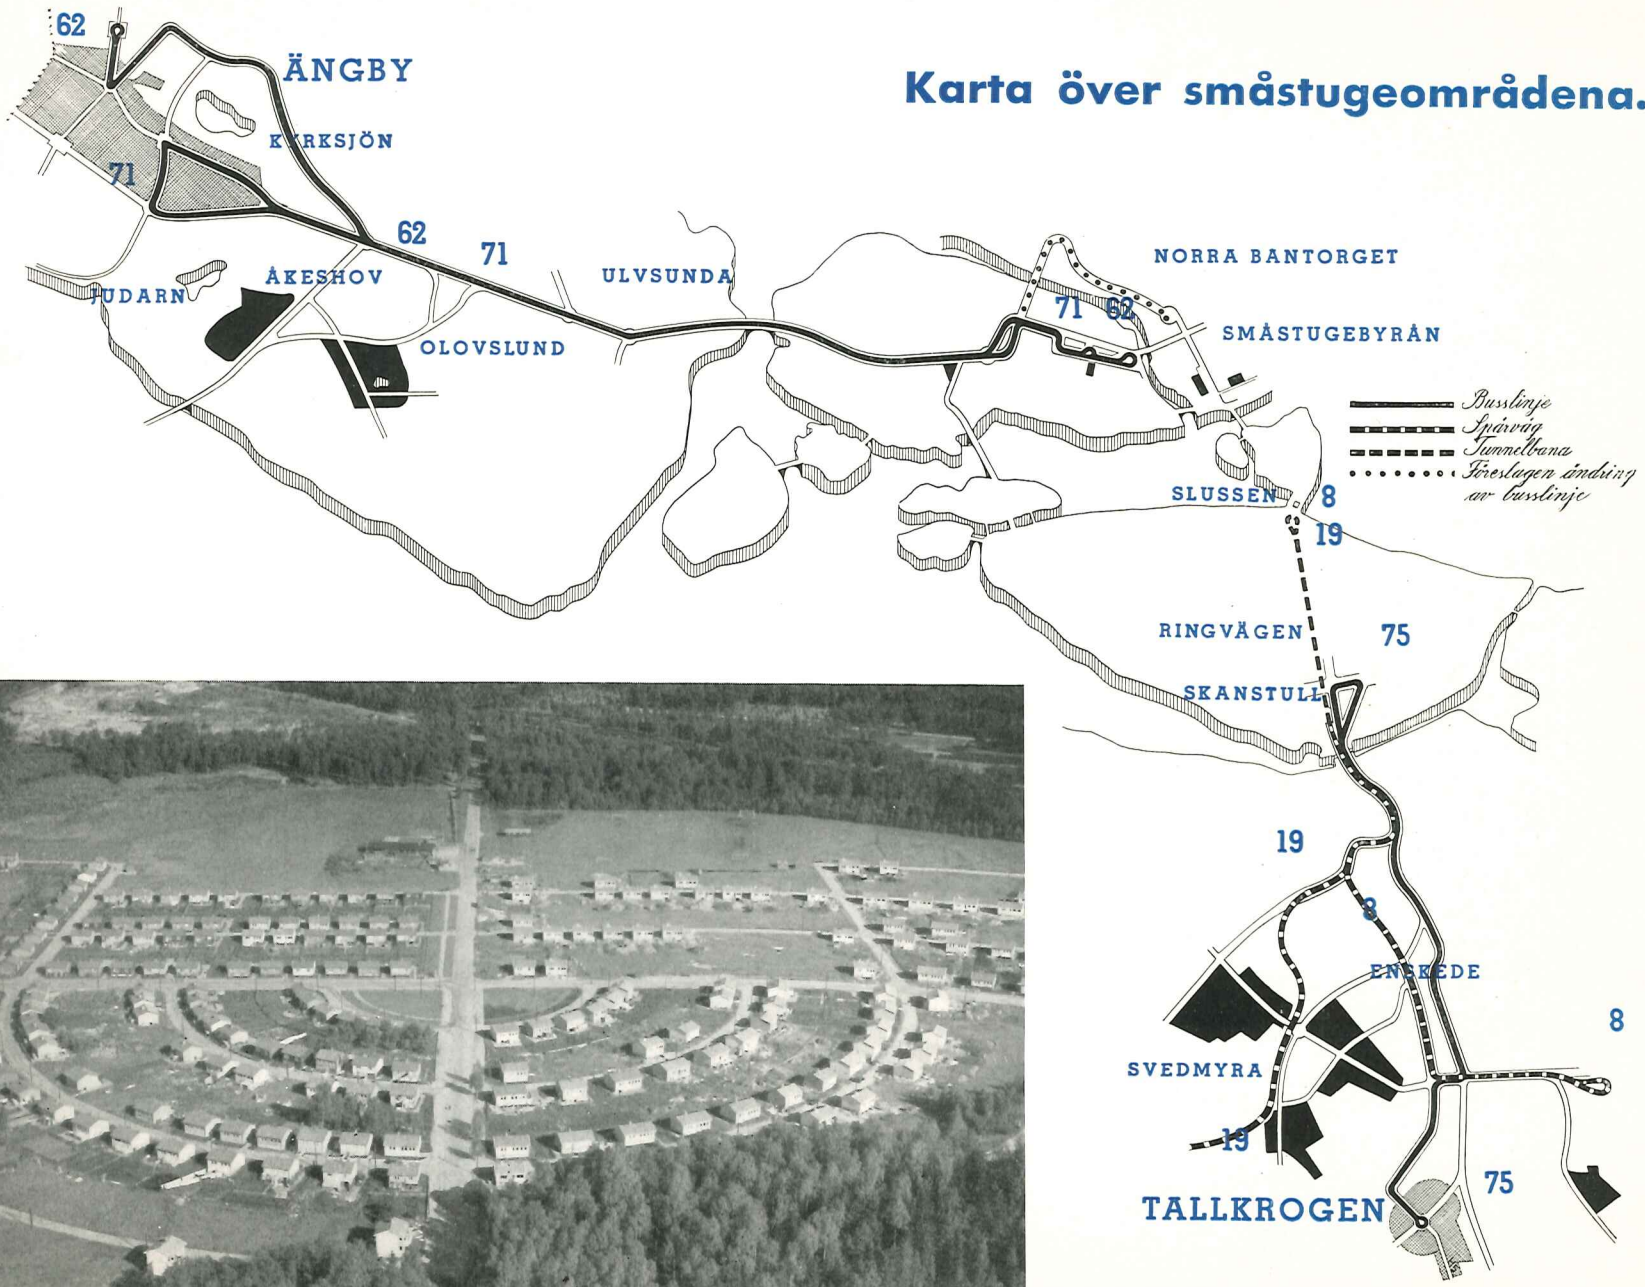 Karta över småstugeområdena.
62
ÄNGBY
KYRKSJÖN
71
62
71
ÅKESHOV
JUDARN
ULVSUNDA
OLOVSLUND
NORRA BANTORGET
71 62
SMÅSTUGEBYRÅN
Busslinje
Spårväg
Tunnelbana
Föreslagen ändring
av busslinje
SLUSSEN
8
19
RINGVÄGEN
75
SKANSTULL
19
8
ENSKEDE
8
SVEDMYRA
19
75
TALLKROGEN